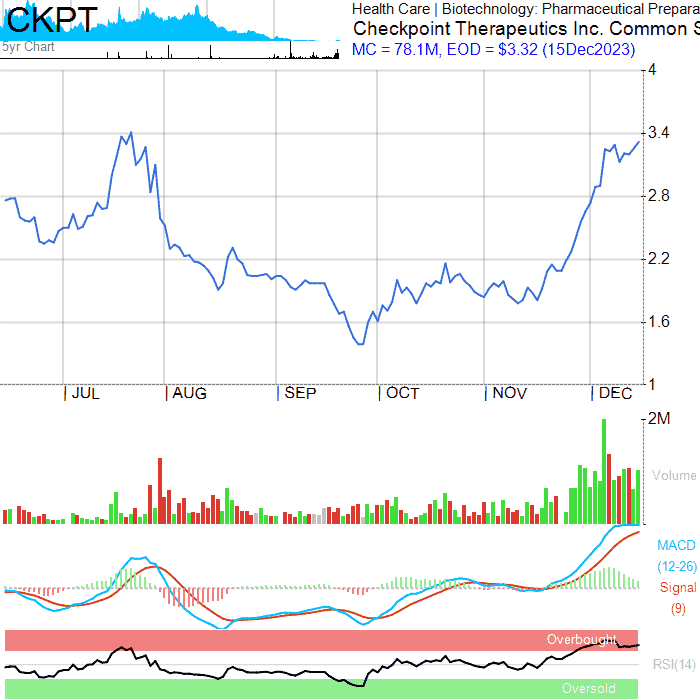 CKPT
5yr Chart
Health Care | Biotechnology: Pharmaceutical Prepara
Checkpoint Therapeutics Inc. Common S
MC = 78.1M, EOD = $3.32 (15Dec2023)
4
3.4
2.8
2.2
1.6
1
JUL AUG SEP OCT NOV DEC
2M
Volume
MACD
(12-26)
Signal
(9)
Overbought
RSI(14)
Oversold